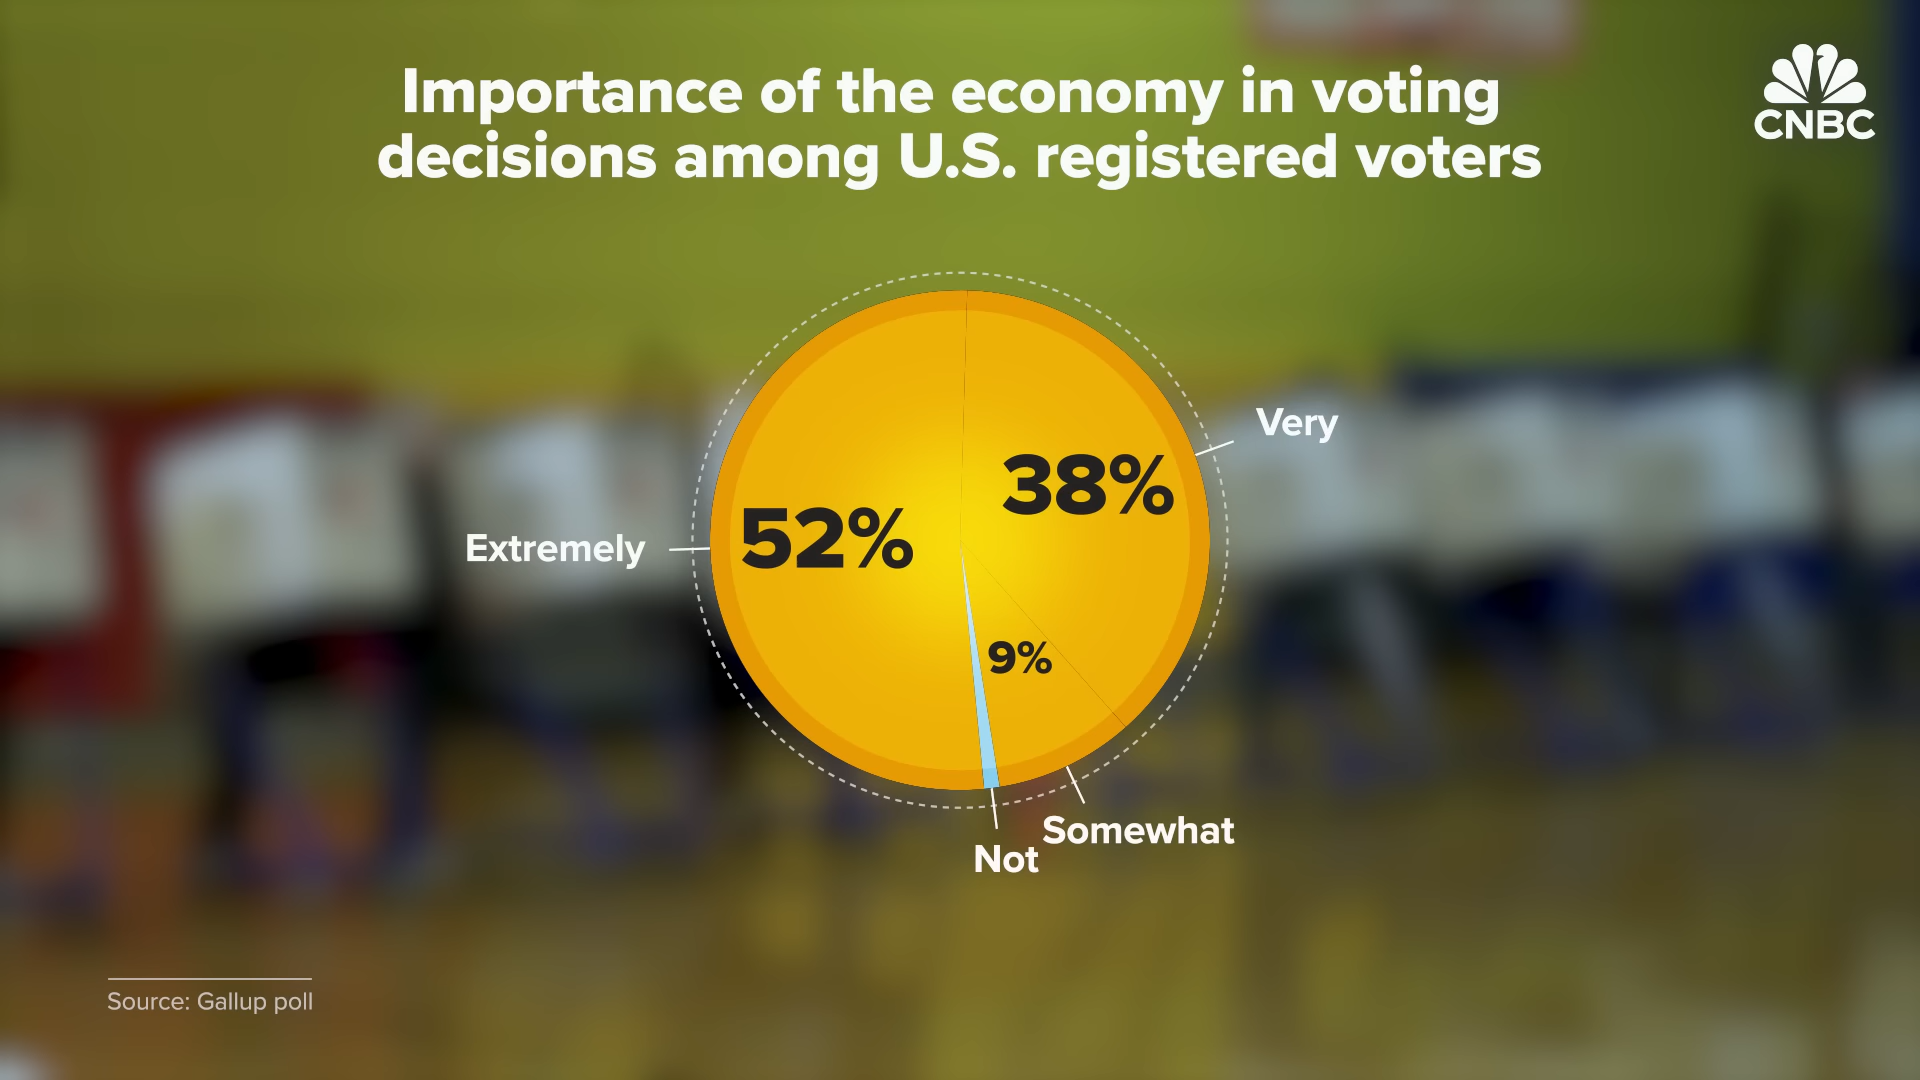 Importance of the economy in voting
decisions among U.S. registered voters
CNBC
Very
38%
52%
Extremely
9%
Somewhat
Not
Source: Gallup poll